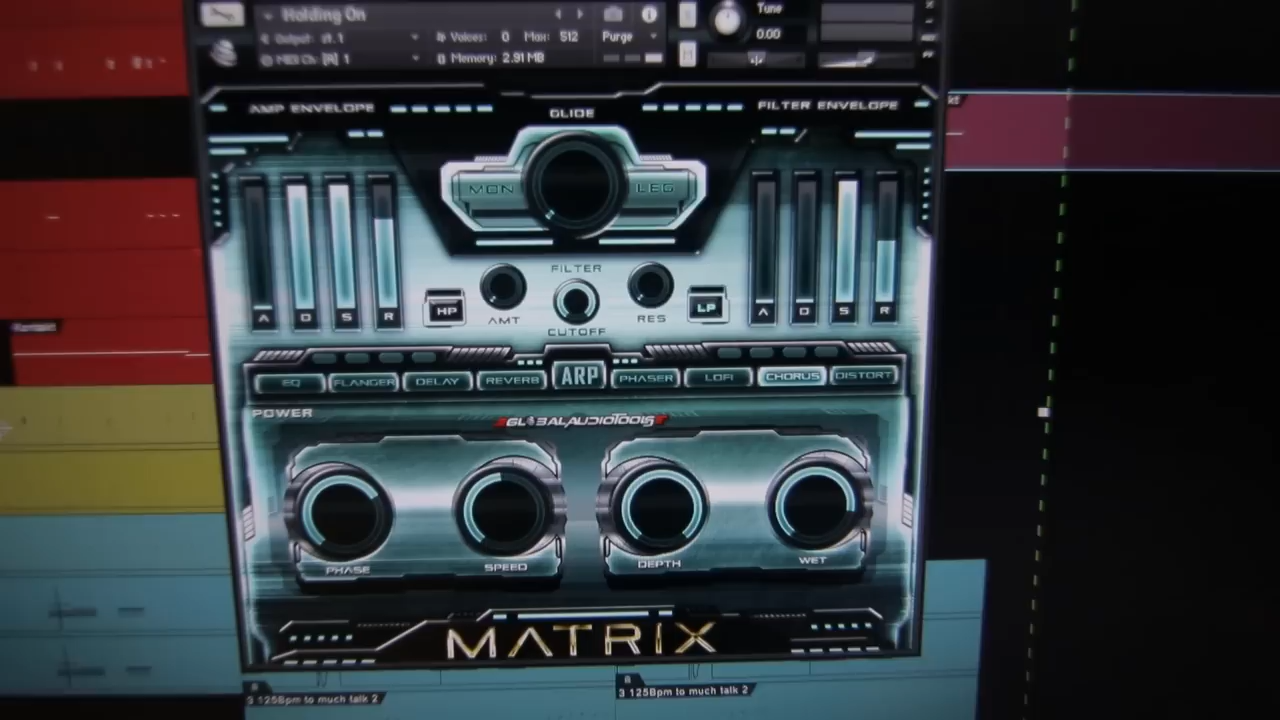 Holding On
Output: st.1
Voices: 0 Max: 512
Purge
MIDI Ch: [A] 1
Memory: 2.91 MB
Tune
0.00
AMP ENVELOPE
GLIDE
FILTER ENVELOPE
MON
LEG
A D S R
HP
AMT
FILTER
CUTOFF
RES
LP
A D S R
EQ
FLANGER
DELAY
REVERB
ARP
PHASER
LOFI
CHORUS
DISTORT
POWER
GLOBALAUDIOTOOLS
PHASE
SPEED
DEPTH
WET
MATRIX
Kontakt
3 125Bpm to much talk 2
3 125Bpm to much talk 2